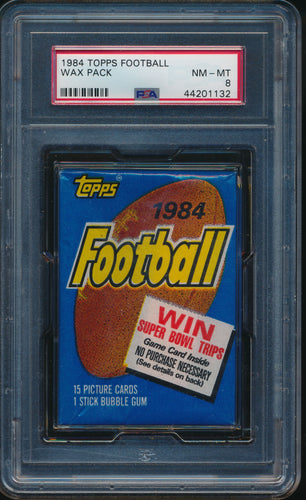 1984 TOPPS FOOTBALL
WAX PACK
NM-MT
8
PSA
44201132
Topps
1984
Football
WIN
SUPER BOWL TRIPS
Game Card Inside
NO PURCHASE NECESSARY
(See details on back)
15 PICTURE CARDS
1 STICK BUBBLE GUM